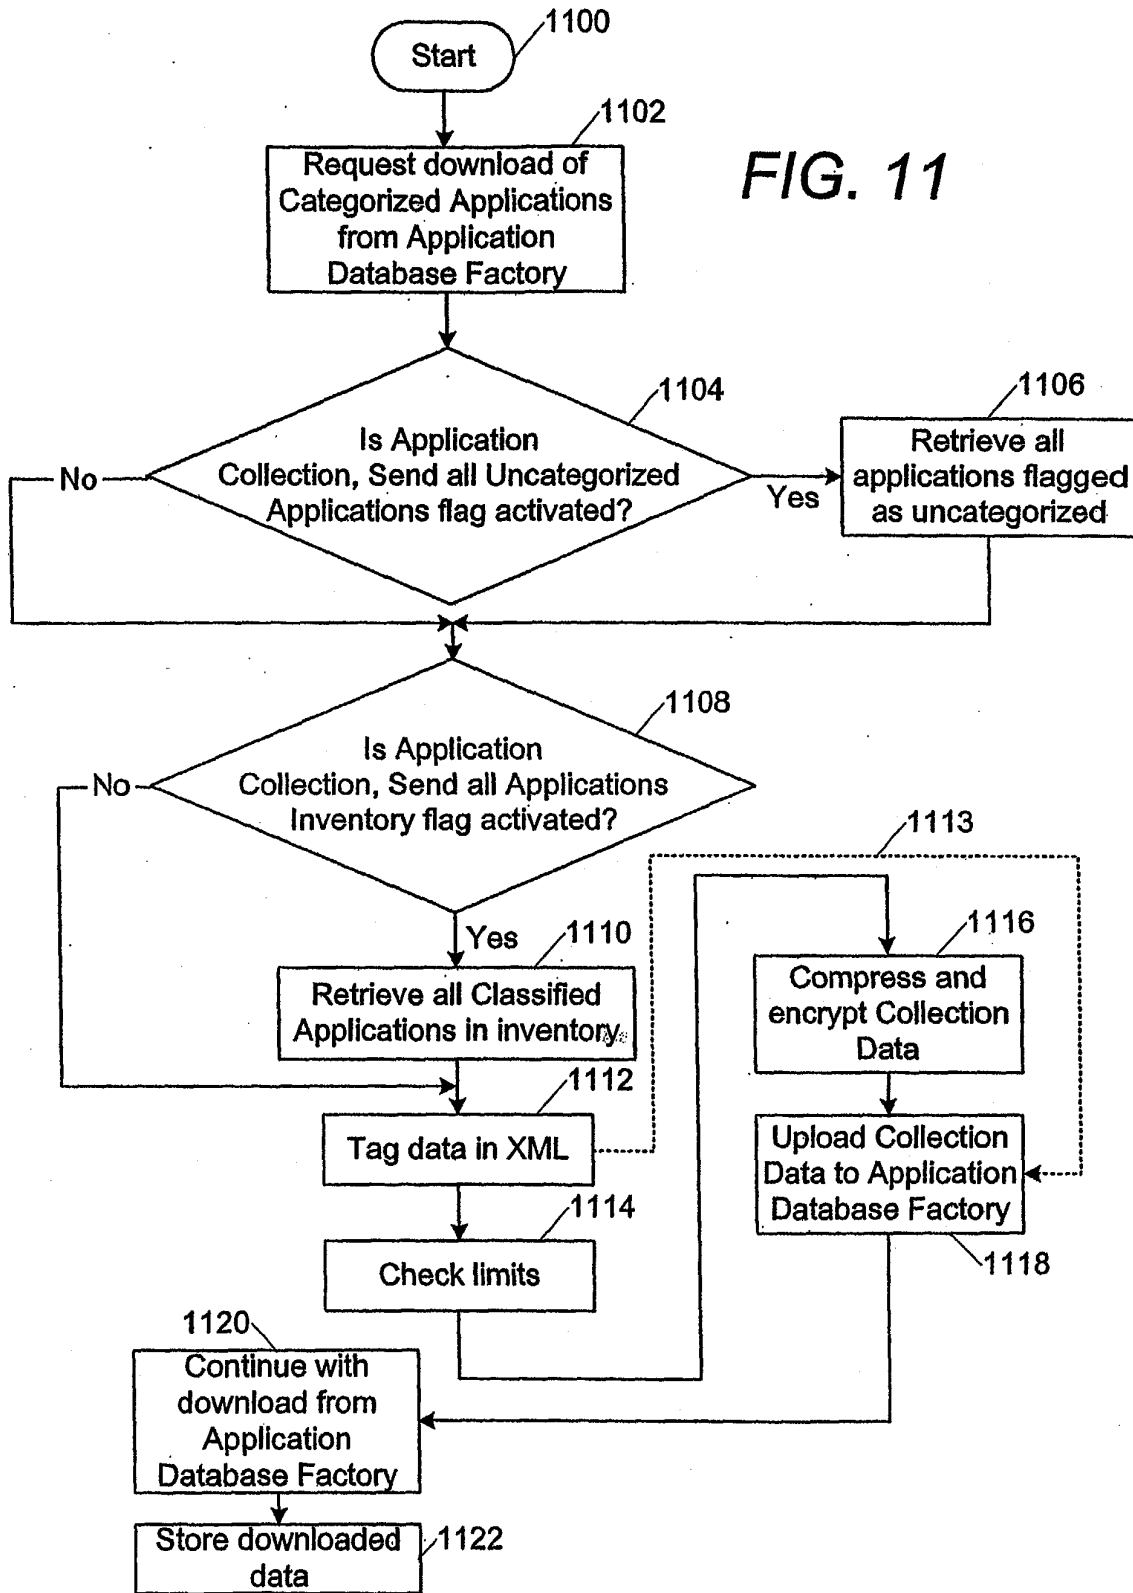 1100
Start
1102
Request download of
Categorized Applications
from Application
Database Factory
FIG. 11
1104
Is Application
Collection, Send all Uncategorized
Applications flag activated?
No
Yes
1106
Retrieve all
applications flagged
as uncategorized
1108
Is Application
Collection, Send all Applications
Inventory flag activated?
No
Yes
1110
Retrieve all Classified
Applications in inventory
1112
Tag data in XML
1113
1114
Check limits
1116
Compress and
encrypt Collection
Data
Upload Collection
Data to Application
Database Factory
1118
1120
Continue with
download from
Application
Database Factory
Store downloaded
data
1122